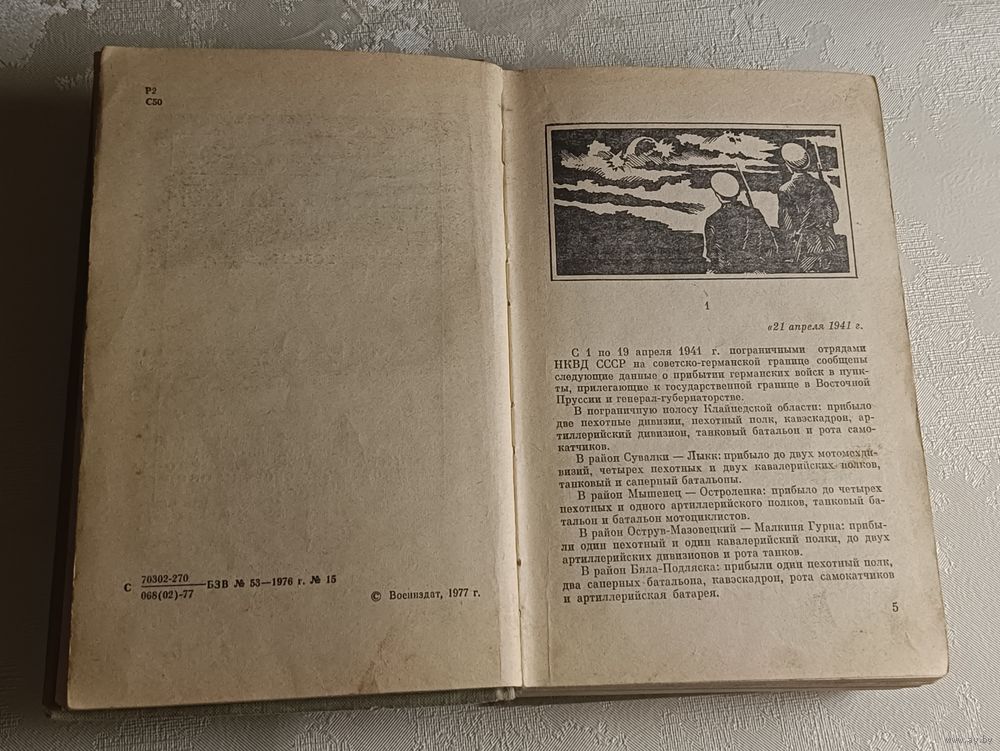 Р2
С50
С 70302-270
068(02)-77 —БЗВ № 53—1976 г. № 15
© Воениздат, 1977 г.
1
«21 апреля 1941 г.
С 1 по 19 апреля 1941 г. пограничными отрядами
НКВД СССР на советско-германской границе сообщены
следующие данные о прибытии германских войск в пунк-
ты, прилегающие к государственной границе в Восточной
Пруссии и генерал-губернаторстве.
В пограничную полосу Клайпедской области: прибыло
две пехотные дивизии, пехотный полк, кавэскадрон, ар-
тиллерийский дивизион, танковый батальон и рота само-
катчиков.
В район Сувалки — Лыкк: прибыло до двух мотомехди-
визий, четырех пехотных и двух кавалерийских полков,
танковый и саперный батальоны.
В район Мышенец — Остроленка: прибыло до четырех
пехотных и одного артиллерийского полков, танковый ба-
тальон и батальон мотоциклистов.
В район Острув-Мазовецкий — Малкиня Гурна: прибы-
ли один пехотный и один кавалерийский полки, до двух
артиллерийских дивизионов и рота танков.
В район Бяла-Подляска: прибыли один пехотный полк,
два саперных батальона, кавэскадрон, рота самокатчиков
и артиллерийская батарея.
5
www.ay.by